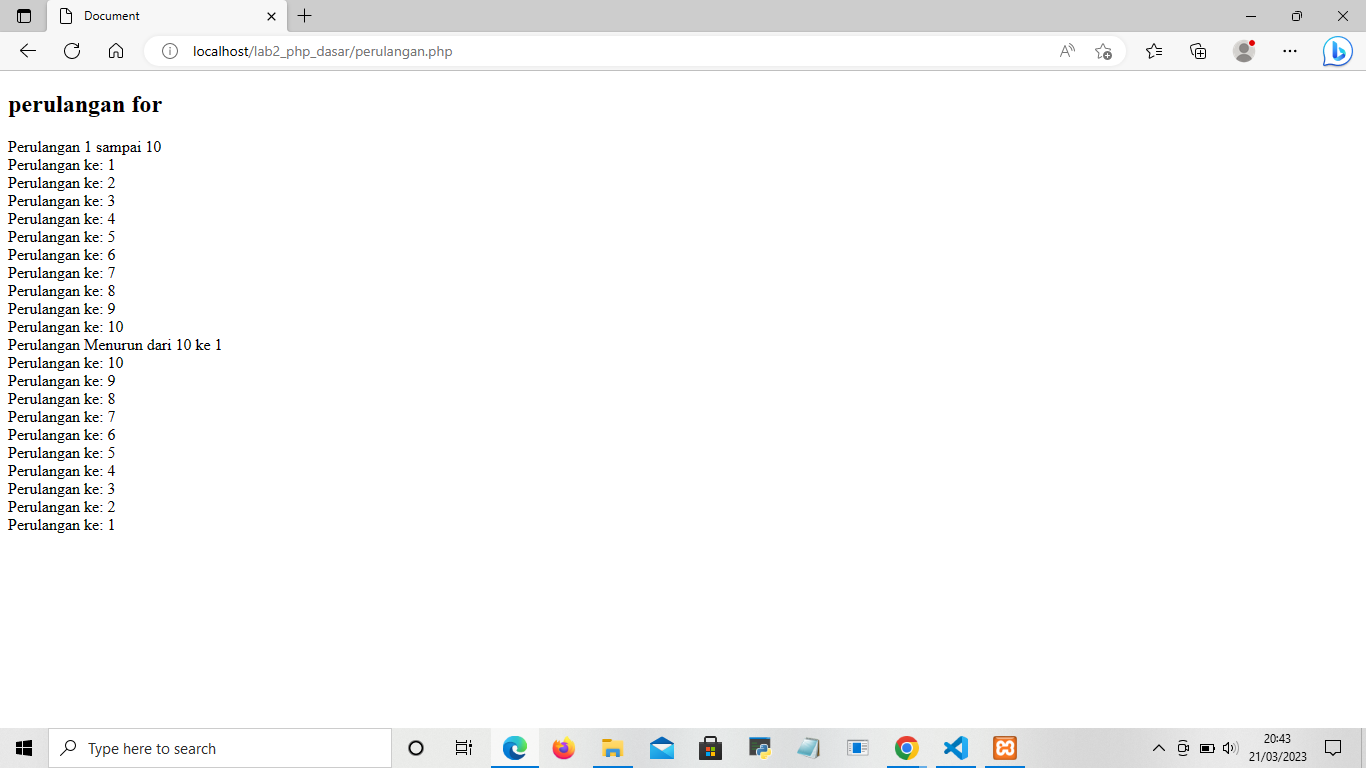 Document
localhost/lab2_php_dasar/perulangan.php
perulangan for
Perulangan 1 sampai 10
Perulangan ke: 1
Perulangan ke: 2
Perulangan ke: 3
Perulangan ke: 4
Perulangan ke: 5
Perulangan ke: 6
Perulangan ke: 7
Perulangan ke: 8
Perulangan ke: 9
Perulangan ke: 10
Perulangan Menurun dari 10 ke 1
Perulangan ke: 10
Perulangan ke: 9
Perulangan ke: 8
Perulangan ke: 7
Perulangan ke: 6
Perulangan ke: 5
Perulangan ke: 4
Perulangan ke: 3
Perulangan ke: 2
Perulangan ke: 1
Type here to search
20:43
21/03/2023